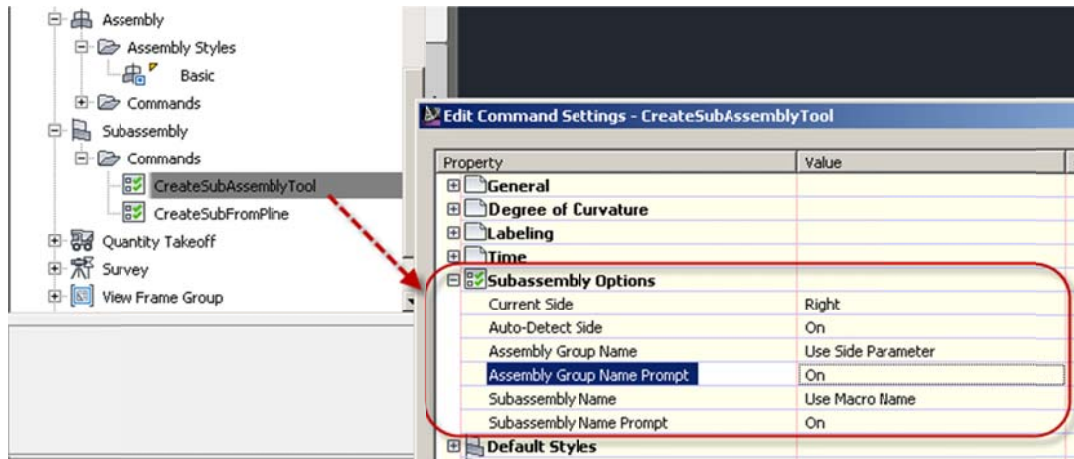 Assembly
Assembly Styles
Basic
Commands
Subassembly
Commands
CreateSubAssemblyTool
CreateSubFromPline
Quantity Takeoff
Survey
View Frame Group
Edit Command Settings - CreateSubAssemblyTool
Property Value
General
Degree of Curvature
Labeling
Time
Subassembly Options
Current Side Right
Auto-Detect Side On
Assembly Group Name Use Side Parameter
Assembly Group Name Prompt On
Subassembly Name Use Macro Name
Subassembly Name Prompt On
Default Styles